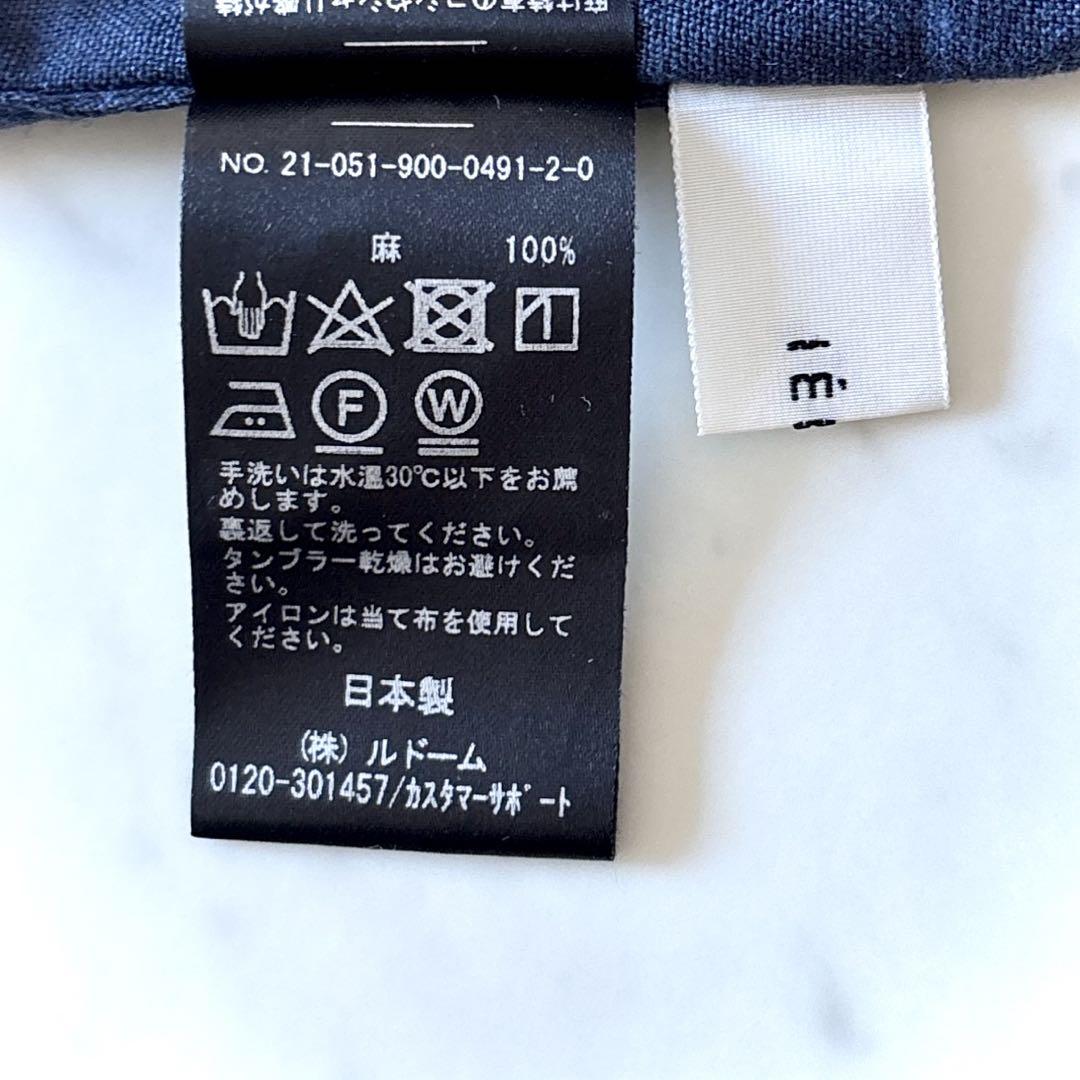 NO. 21-051-900-0491-2-0
麻 100%
F W
手洗いは水温30℃以下をお薦
めします。
裏返して洗ってください。
タンブラー乾燥はお避けくだ
さい。
アイロンは当て布を使用して
ください。
日本製
(株) ルドーム
0120-301457/カスタマーサポート